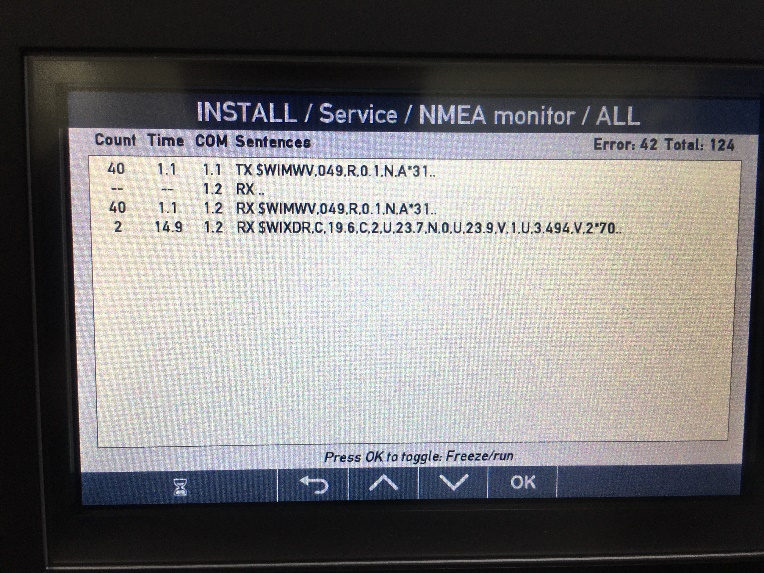 INSTALL / Service / NMEA monitor / ALL
Count Time COM Sentences Error: 42 Total: 124
40 1.1 1.1 TX $WIMWV,049,R,0.1,N,A*31..
-- -- 1.2 RX ..
40 1.1 1.2 RX $WIMWV,049,R,0.1,N,A*31..
2 14.9 1.2 RX $WIXDR,C,19.6,C,2,U,23.7,N,0,U,23.9,V,1,U,3.494,V,2*70..
Press OK to toggle: Freeze/run
OK